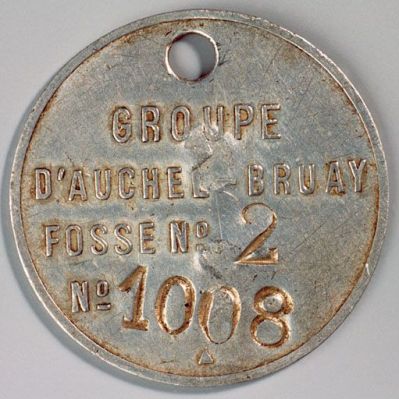 GROUPE
D'AUCHEL-BRUAY
FOSSE Nº 2
Nº 1008